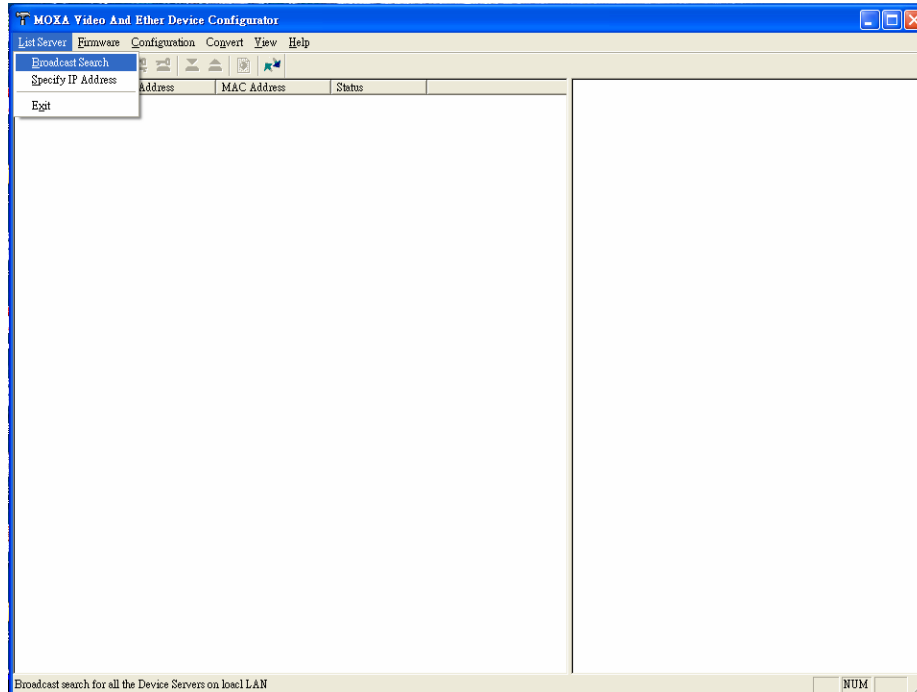 MOXA Video And Ether Device Configurator
List Server Firmware Configuration Convert View Help
Broadcast Search
Specify IP Address
Exit
Address MAC Address Status
Broadcast search for all the Device Servers on loacl LAN
NUM